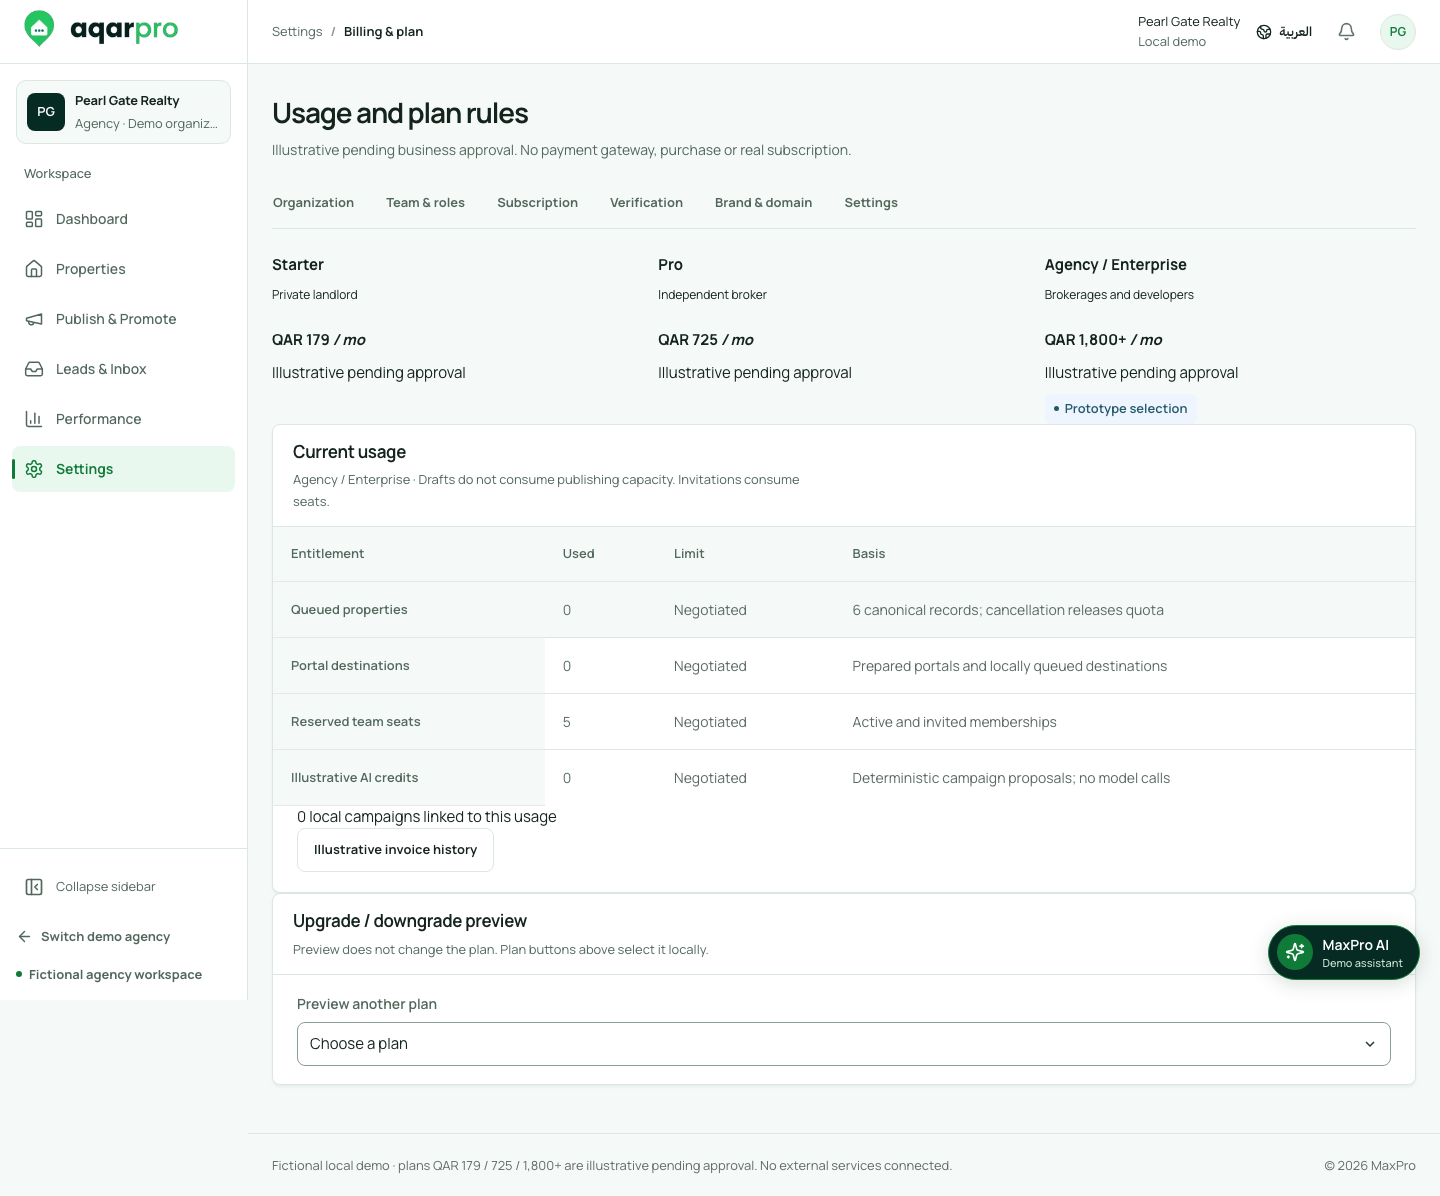 aqarpro
Settings / Billing & plan
Pearl Gate Realty
Local demo
العربية
PG
PG
Pearl Gate Realty
Agency · Demo organiz...
Workspace
Dashboard
Properties
Publish & Promote
Leads & Inbox
Performance
Settings
Collapse sidebar
Switch demo agency
Fictional agency workspace
Usage and plan rules
Illustrative pending business approval. No payment gateway, purchase or real subscription.
Organization Team & roles Subscription Verification Brand & domain Settings
Starter
Private landlord
QAR 179 / mo
Illustrative pending approval
Pro
Independent broker
QAR 725 / mo
Illustrative pending approval
Agency / Enterprise
Brokerages and developers
QAR 1,800+ / mo
Illustrative pending approval
Prototype selection
Current usage
Agency / Enterprise · Drafts do not consume publishing capacity. Invitations consume
seats.
Entitlement Used Limit Basis
Queued properties 0 Negotiated 6 canonical records; cancellation releases quota
Portal destinations 0 Negotiated Prepared portals and locally queued destinations
Reserved team seats 5 Negotiated Active and invited memberships
Illustrative AI credits 0 Negotiated Deterministic campaign proposals; no model calls
0 local campaigns linked to this usage
Illustrative invoice history
Upgrade / downgrade preview
Preview does not change the plan. Plan buttons above select it locally.
MaxPro AI
Demo assistant
Preview another plan
Choose a plan
Fictional local demo · plans QAR 179 / 725 / 1,800+ are illustrative pending approval. No external services connected.
© 2026 MaxPro